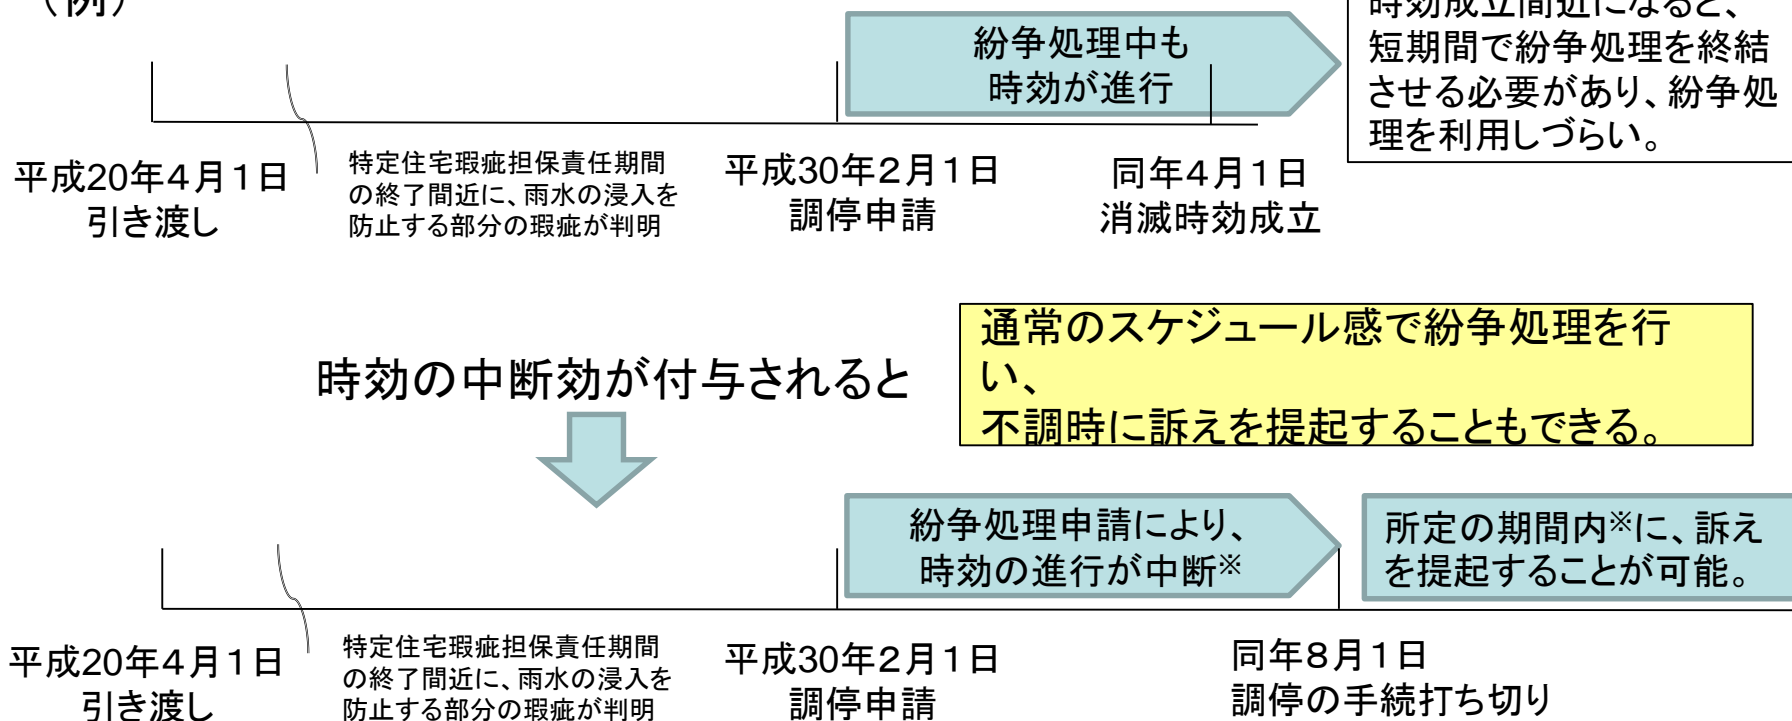 （例）
時効成立間近になると、
短期間で紛争処理を終結
させる必要があり、紛争処
理を利用しづらい。
紛争処理中も
時効が進行
平成20年４月１日
引き渡し
特定住宅瑕疵担保責任期間
の終了間近に、雨水の浸入を
防止する部分の瑕疵が判明
平成30年２月１日
調停申請
同年４月１日
消滅時効成立
時効の中断効が付与されると
通常のスケジュール感で紛争処理を行
い、
不調時に訴えを提起することもできる。
紛争処理申請により、
時効の進行が中断※
所定の期間内※に、訴え
を提起することが可能。
平成20年４月１日
引き渡し
特定住宅瑕疵担保責任期間
の終了間近に、雨水の浸入を
防止する部分の瑕疵が判明
平成30年２月１日
調停申請
同年８月１日
調停の手続打ち切り